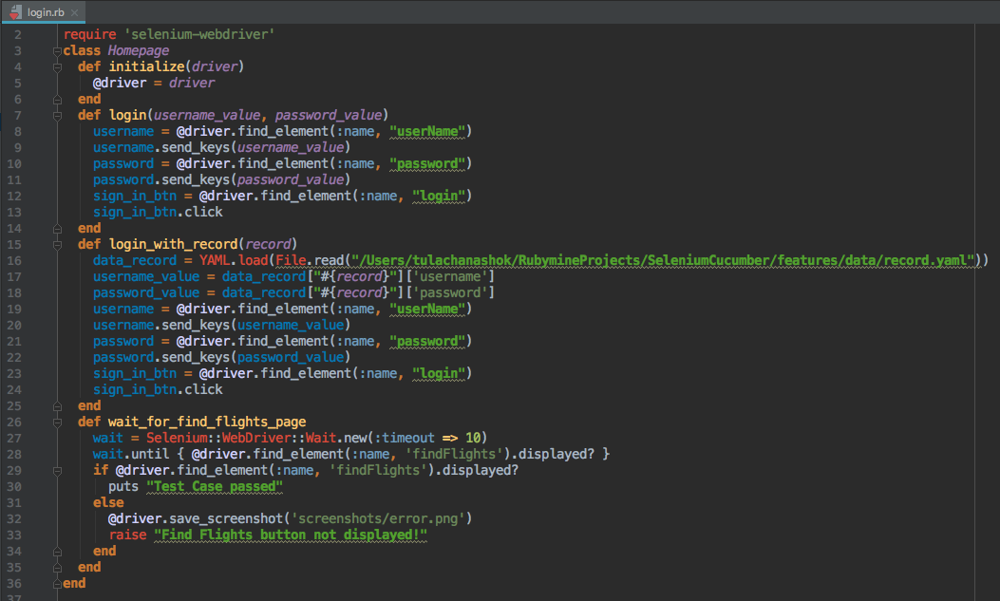 login.rb
2 require 'selenium-webdriver'
3 class Homepage
4   def initialize(driver)
5     @driver = driver
6   end
7   def login(username_value, password_value)
8     username = @driver.find_element(:name, "userName")
9     username.send_keys(username_value)
10     password = @driver.find_element(:name, "password")
11     password.send_keys(password_value)
12     sign_in_btn = @driver.find_element(:name, "login")
13     sign_in_btn.click
14   end
15   def login_with_record(record)
16     data_record = YAML.load(File.read("/Users/tulachanashok/RubymineProjects/SeleniumCucumber/features/data/record.yaml"))
17     username_value = data_record["#{record}"]['username']
18     password_value = data_record["#{record}"]['password']
19     username = @driver.find_element(:name, "userName")
20     username.send_keys(username_value)
21     password = @driver.find_element(:name, "password")
22     password.send_keys(password_value)
23     sign_in_btn = @driver.find_element(:name, "login")
24     sign_in_btn.click
25   end
26   def wait_for_find_flights_page
27     wait = Selenium::WebDriver::Wait.new(:timeout => 10)
28     wait.until { @driver.find_element(:name, 'findFlights').displayed? }
29     if @driver.find_element(:name, 'findFlights').displayed?
30       puts "Test Case passed"
31     else
32       @driver.save_screenshot('screenshots/error.png')
33       raise "Find Flights button not displayed!"
34     end
35   end
36 end
37